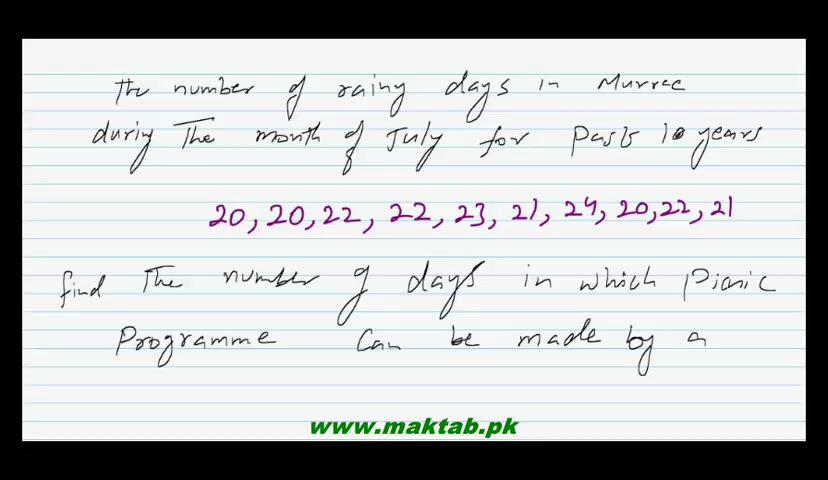 The number of rainy days in Murree
during The month of July for past 10 years
20, 20, 22, 22, 23, 21, 24, 20, 22, 21
find The number of days in which Picnic
Programme Can be made by a
www.maktab.pk